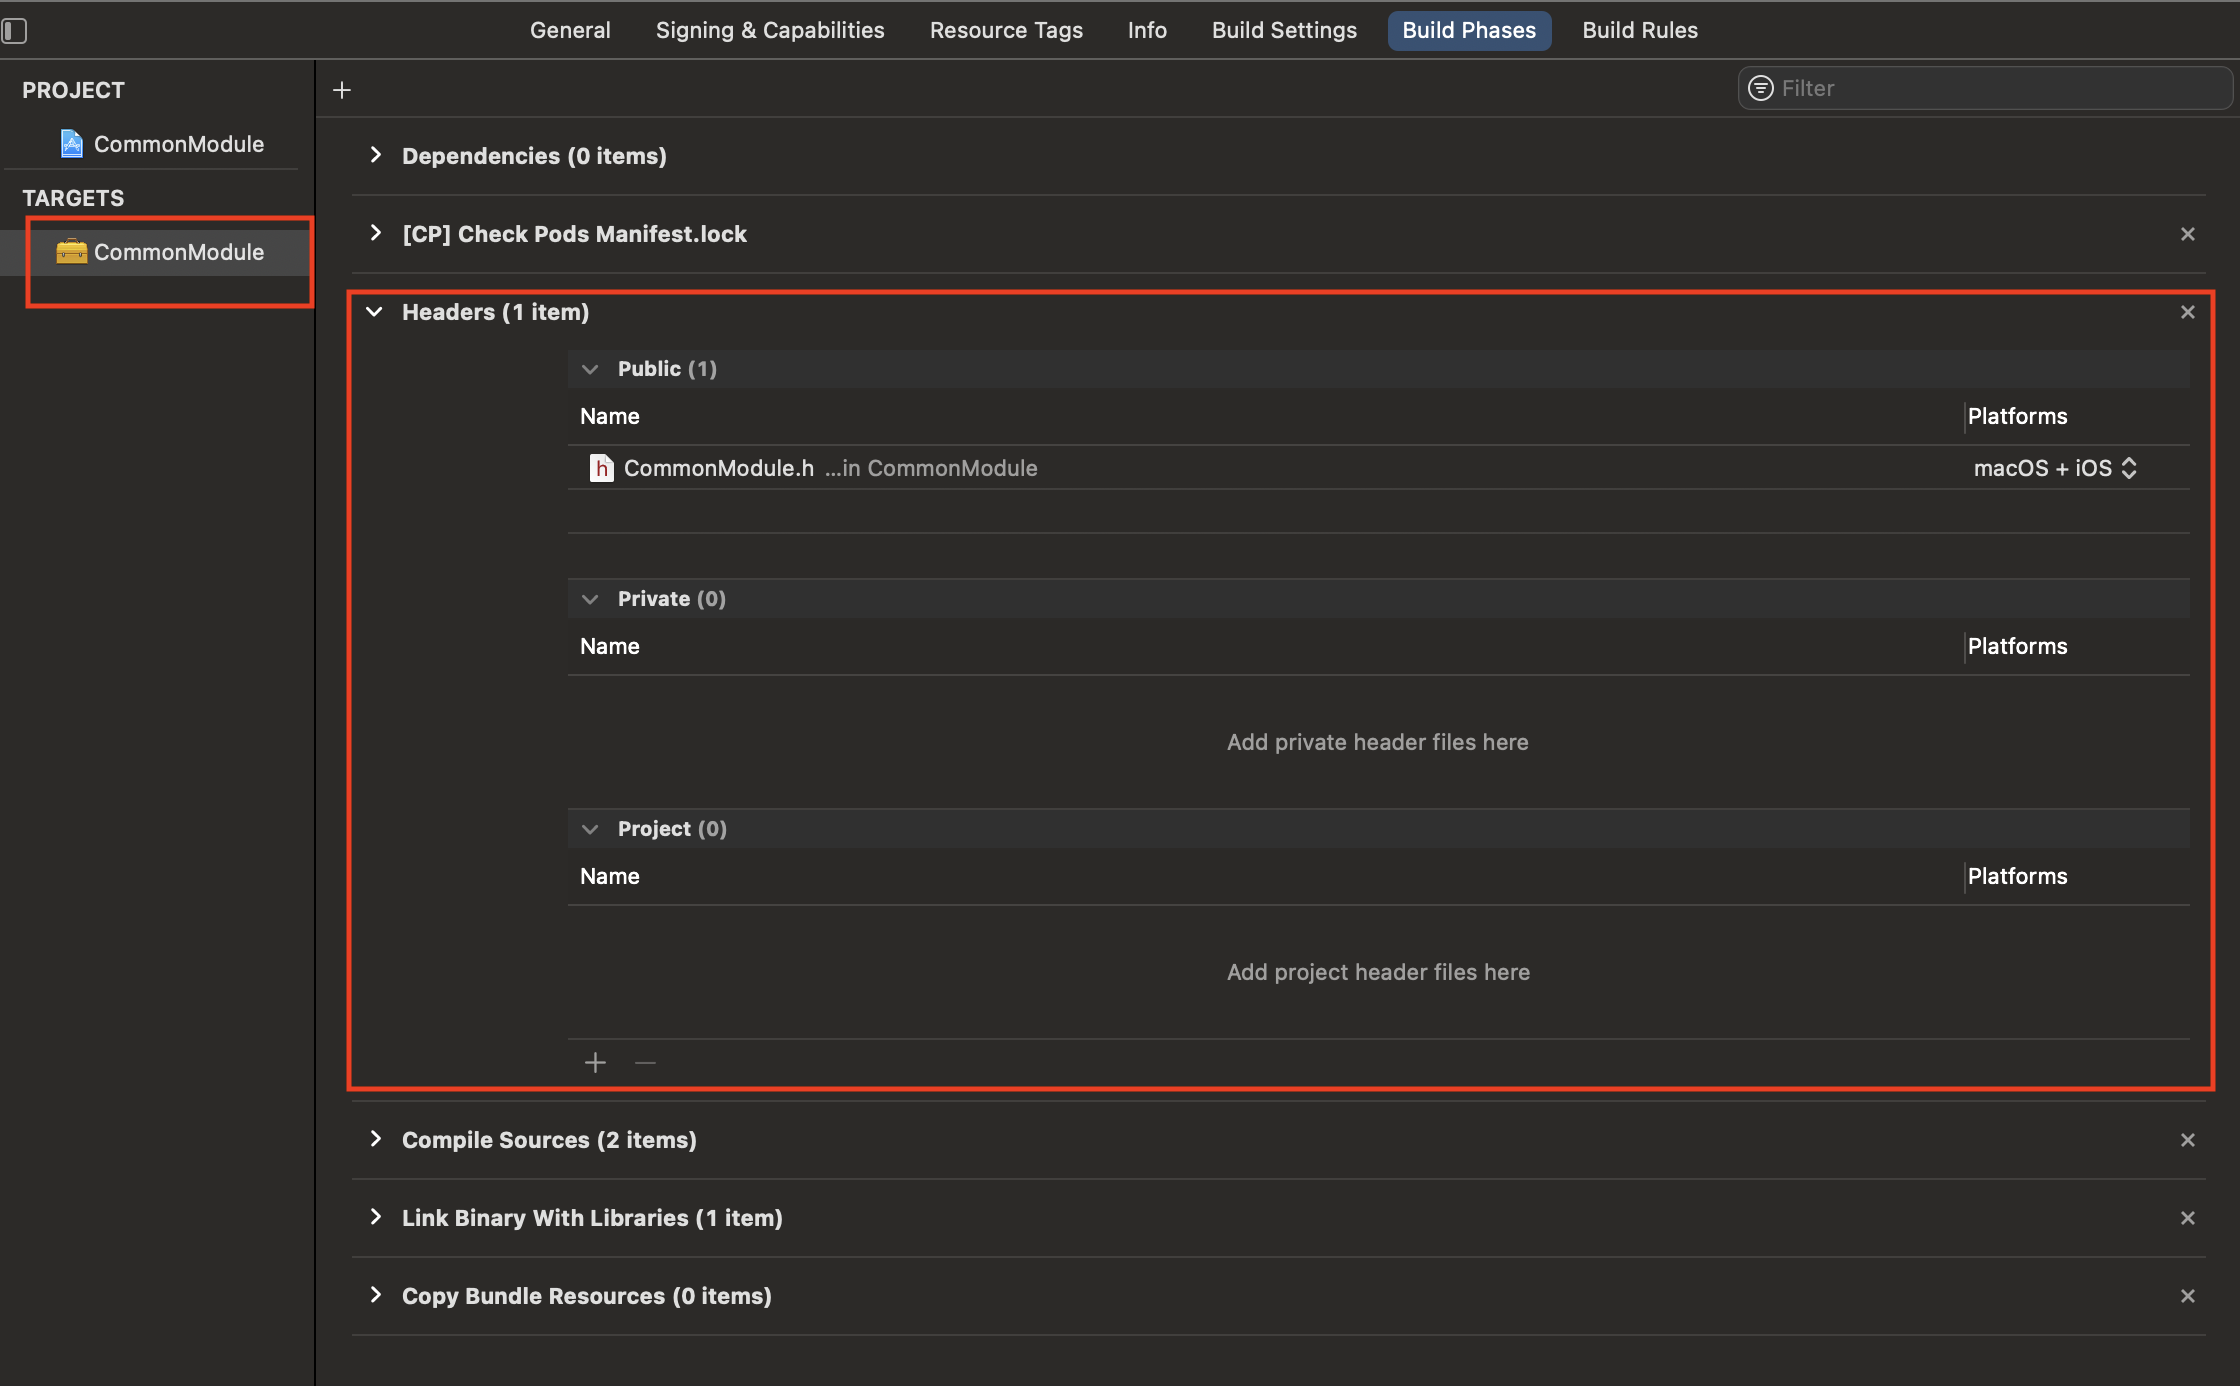 General
Signing & Capabilities
Resource Tags
Info
Build Settings
Build Phases
Build Rules
PROJECT
CommonModule
TARGETS
CommonModule
Filter
Dependencies (0 items)
[CP] Check Pods Manifest.lock
Headers (1 item)
Public (1)
Name
Platforms
CommonModule.h ...in CommonModule
macOS + iOS
Private (0)
Name
Platforms
Add private header files here
Project (0)
Name
Platforms
Add project header files here
Compile Sources (2 items)
Link Binary With Libraries (1 item)
Copy Bundle Resources (0 items)